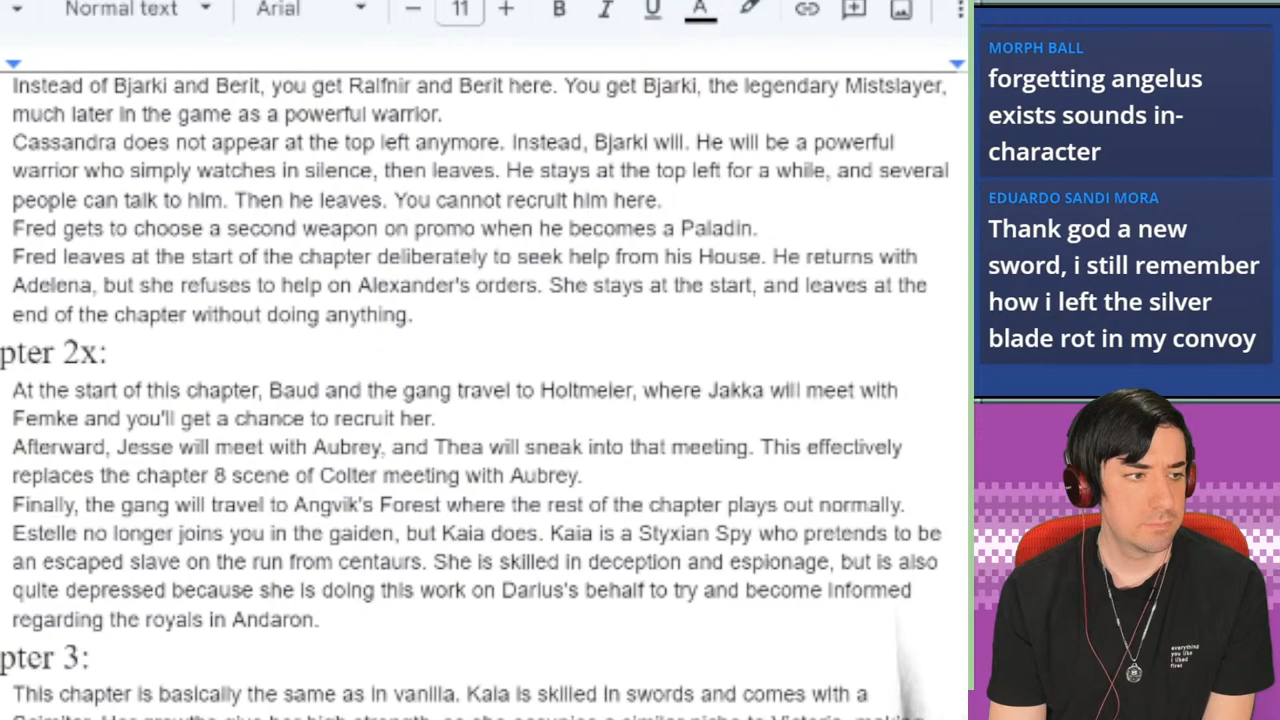 Normal text
Arial
11
B I U A
Instead of Bjarki and Berit, you get Ralfnir and Berit here. You get Bjarki, the legendary Mistslayer,
much later in the game as a powerful warrior.
Cassandra does not appear at the top left anymore. Instead, Bjarki will. He will be a powerful
warrior who simply watches in silence, then leaves. He stays at the top left for a while, and several
people can talk to him. Then he leaves. You cannot recruit him here.
Fred gets to choose a second weapon on promo when he becomes a Paladin.
Fred leaves at the start of the chapter deliberately to seek help from his House. He returns with
Adelena, but she refuses to help on Alexander's orders. She stays at the start, and leaves at the
end of the chapter without doing anything.
pter 2x:
At the start of this chapter, Baud and the gang travel to Holtmeier, where Jakka will meet with
Femke and you'll get a chance to recruit her.
Afterward, Jesse will meet with Aubrey, and Thea will sneak into that meeting. This effectively
replaces the chapter 8 scene of Colter meeting with Aubrey.
Finally, the gang will travel to Angvik's Forest where the rest of the chapter plays out normally.
Estelle no longer joins you in the gaiden, but Kaia does. Kaia is a Styxian Spy who pretends to be
an escaped slave on the run from centaurs. She is skilled in deception and espionage, but is also
quite depressed because she is doing this work on Darius's behalf to try and become informed
regarding the royals in Andaron.
pter 3:
This chapter is basically the same as in vanilla. Kaia is skilled in swords and comes with a
MORPH BALL
forgetting angelus
exists sounds in-
character
EDUARDO SANDI MORA
Thank god a new
sword, i still remember
how i left the silver
blade rot in my convoy
everything
you like
i liked
first